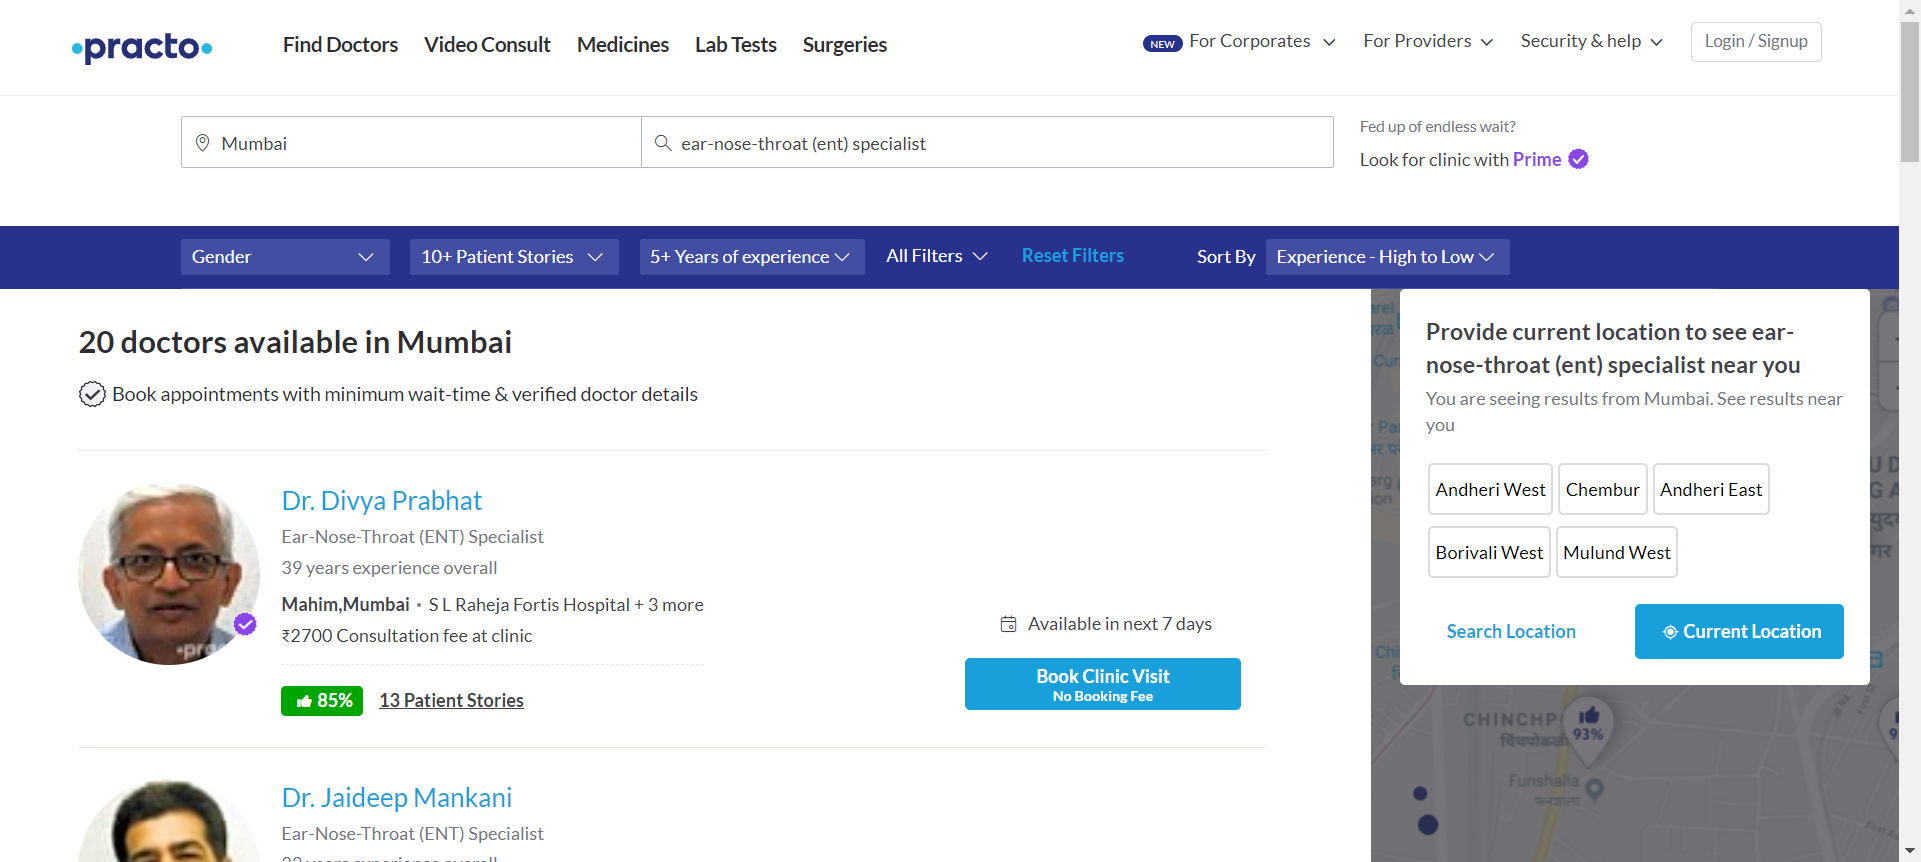 practo
Find Doctors
Video Consult
Medicines
Lab Tests
Surgeries
NEW For Corporates
For Providers
Security & help
Login / Signup
Mumbai
ear-nose-throat (ent) specialist
Fed up of endless wait?
Look for clinic with Prime
Gender
10+ Patient Stories
5+ Years of experience
All Filters
Reset Filters
Sort By
Experience - High to Low
20 doctors available in Mumbai
Book appointments with minimum wait-time & verified doctor details
Dr. Divya Prabhat
Ear-Nose-Throat (ENT) Specialist
39 years experience overall
Mahim,Mumbai • S L Raheja Fortis Hospital + 3 more
₹2700 Consultation fee at clinic
85%
13 Patient Stories
Available in next 7 days
Book Clinic Visit
No Booking Fee
Dr. Jaideep Mankani
Ear-Nose-Throat (ENT) Specialist
Provide current location to see ear-
nose-throat (ent) specialist near you
You are seeing results from Mumbai. See results near
you
Andheri West
Chembur
Andheri East
Borivali West
Mulund West
Search Location
Current Location
93%
Funshalla
फनशाला